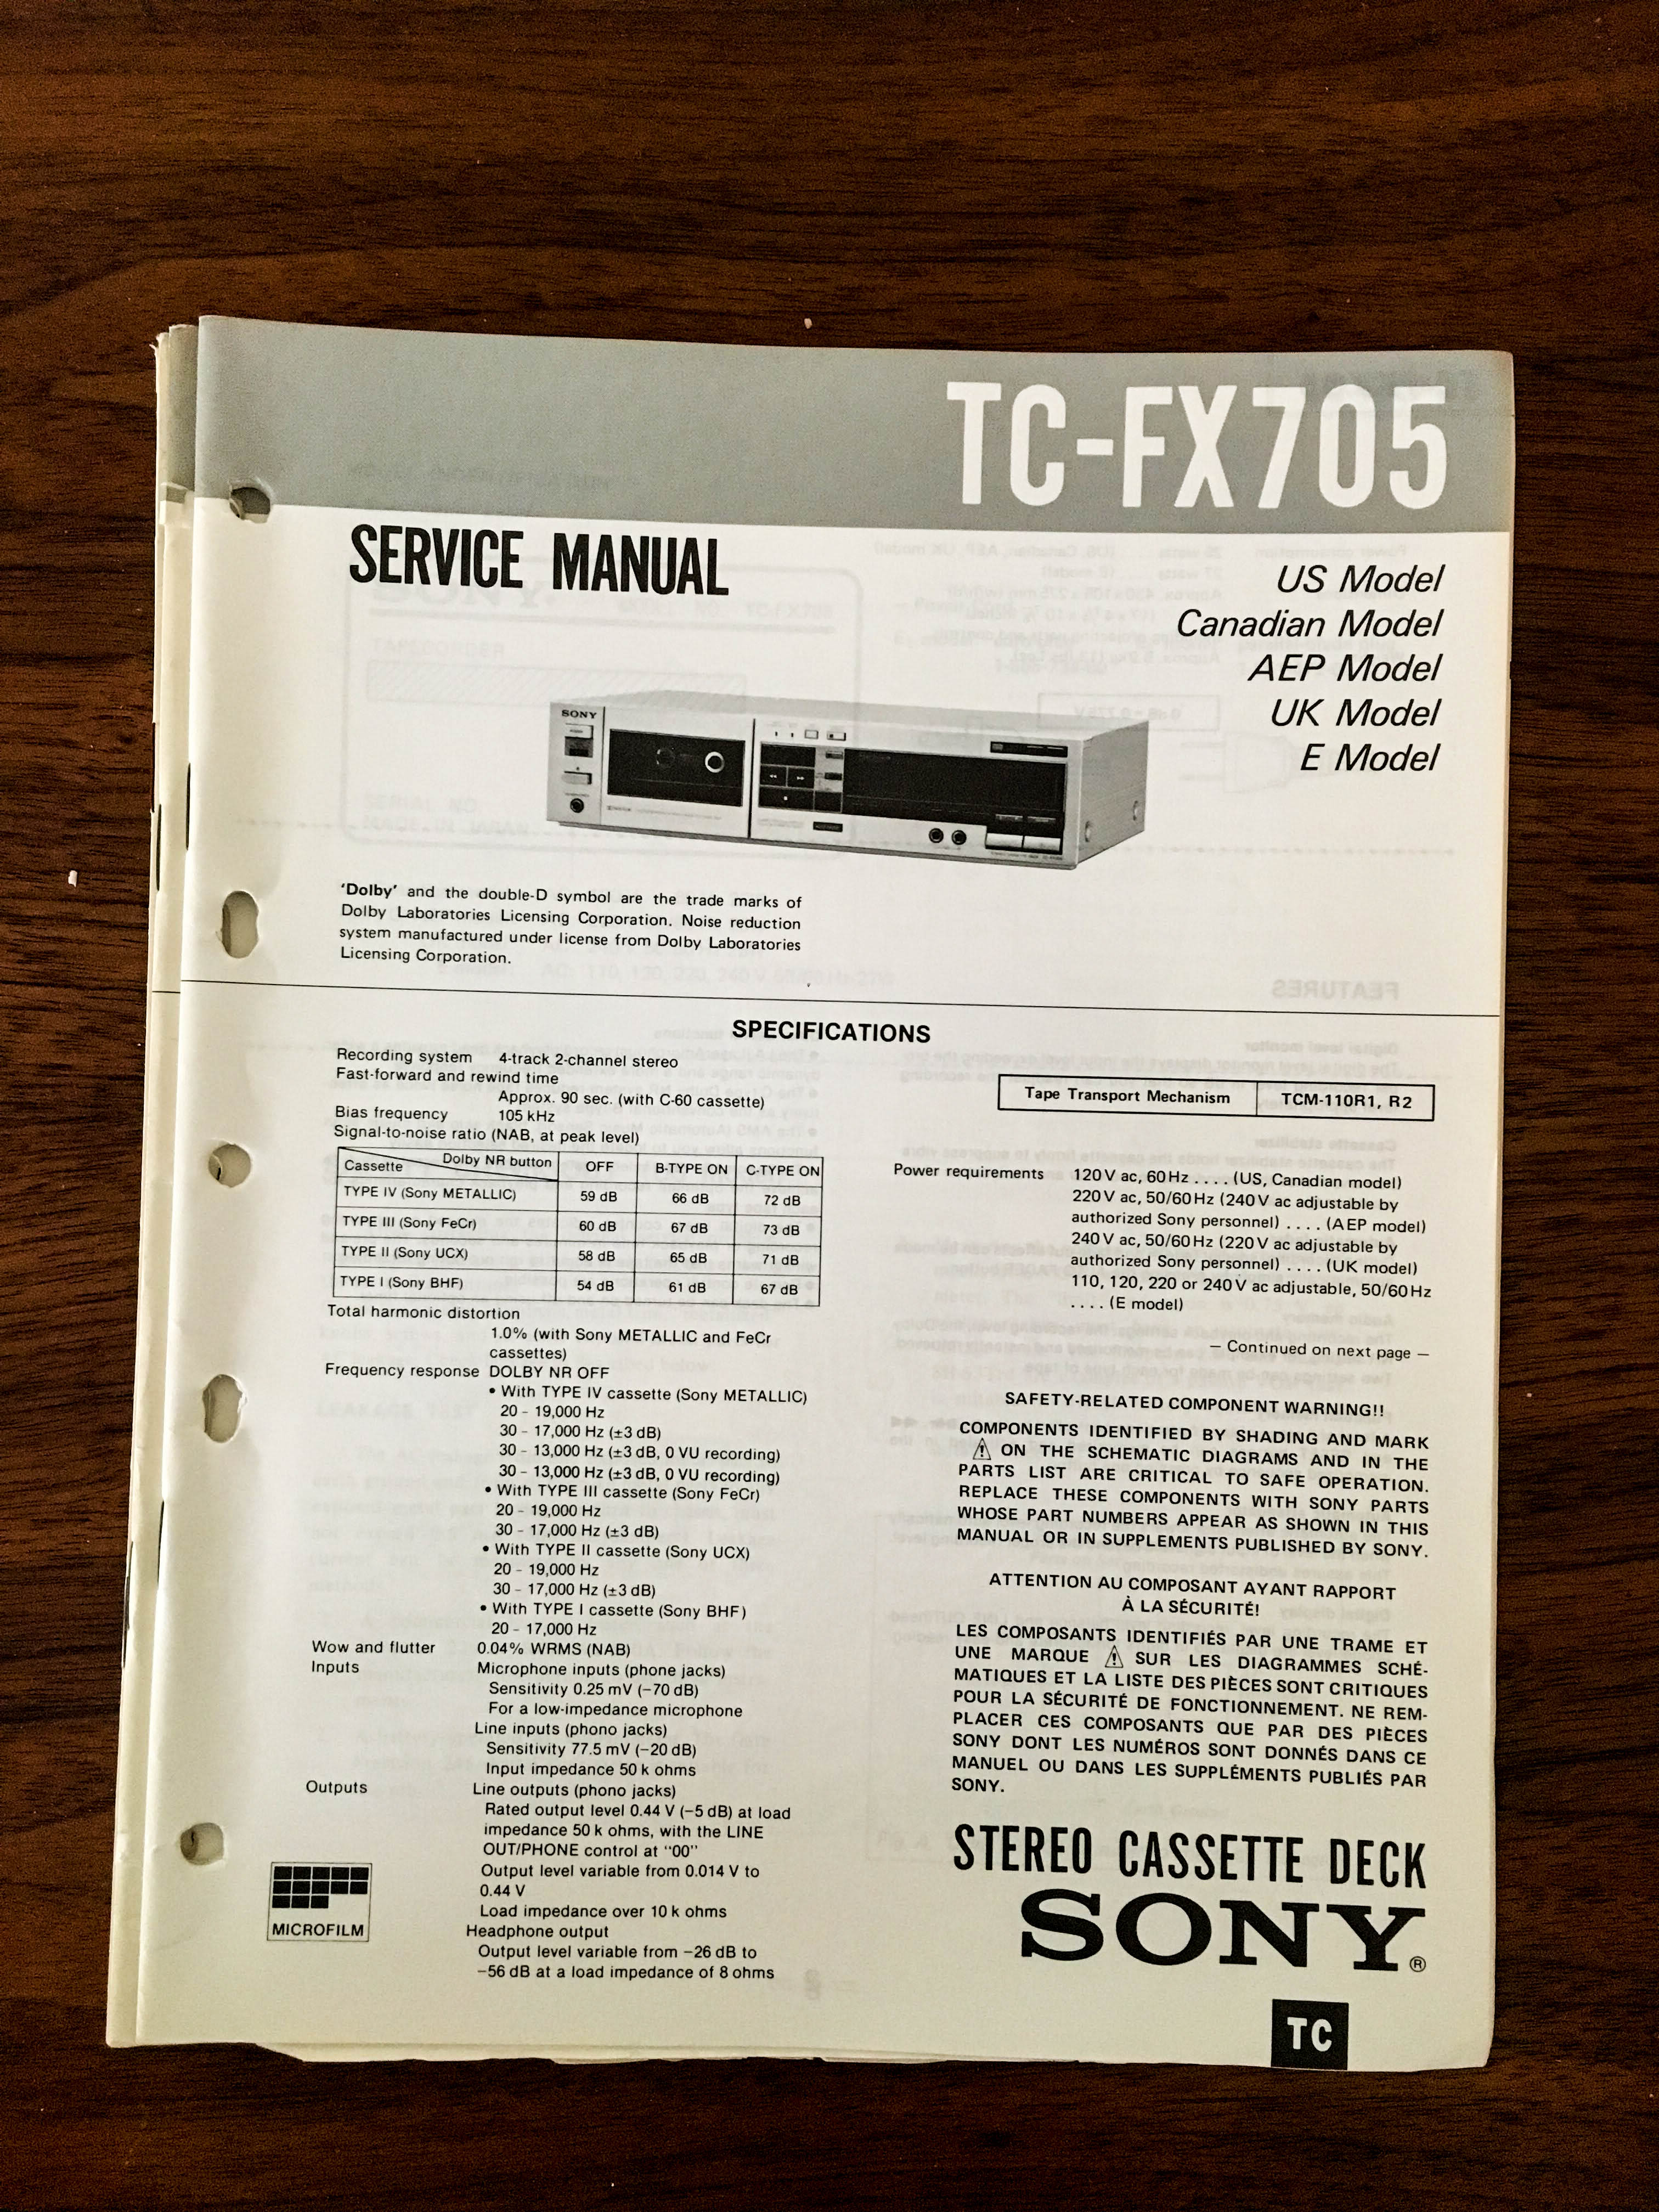 TC-FX705
SERVICE MANUAL
US Model
Canadian Model
AEP Model
UK Model
E Model
SONY
'Dolby' and the double-D symbol are the trade marks of
Dolby Laboratories Licensing Corporation. Noise reduction
system manufactured under license from Dolby Laboratories
Licensing Corporation.
SPECIFICATIONS
Recording system 4-track 2-channel stereo
Fast-forward and rewind time
Approx. 90 sec. (with C-60 cassette)
Bias frequency 105 kHz
Signal-to-noise ratio (NAB, at peak level)
Cassette Dolby NR button OFF B-TYPE ON C-TYPE ON
TYPE IV (Sony METALLIC) 59 dB 66 dB 72 dB
TYPE III (Sony FeCr) 60 dB 67 dB 73 dB
TYPE II (Sony UCX) 58 dB 65 dB 71 dB
TYPE I (Sony BHF) 54 dB 61 dB 67 dB
Total harmonic distortion
1.0% (with Sony METALLIC and FeCr
cassettes)
Frequency response DOLBY NR OFF
• With TYPE IV cassette (Sony METALLIC)
20 – 19,000 Hz
30 – 17,000 Hz (±3 dB)
30 – 13,000 Hz (±3 dB, 0 VU recording)
30 – 13,000 Hz (±3 dB, 0 VU recording)
• With TYPE III cassette (Sony FeCr)
20 – 19,000 Hz
30 – 17,000 Hz (±3 dB)
• With TYPE II cassette (Sony UCX)
20 – 19,000 Hz
30 – 17,000 Hz (±3 dB)
• With TYPE I cassette (Sony BHF)
20 – 17,000 Hz
Wow and flutter 0.04% WRMS (NAB)
Inputs Microphone inputs (phone jacks)
Sensitivity 0.25 mV (−70 dB)
For a low-impedance microphone
Line inputs (phono jacks)
Sensitivity 77.5 mV (−20 dB)
Input impedance 50 k ohms
Outputs Line outputs (phono jacks)
Rated output level 0.44 V (−5 dB) at load
impedance 50 k ohms, with the LINE
OUT/PHONE control at "00"
Output level variable from 0.014 V to
0.44 V
Load impedance over 10 k ohms
Headphone output
Output level variable from −26 dB to
−56 dB at a load impedance of 8 ohms
MICROFILM
Tape Transport Mechanism TCM-110R1, R2
Power requirements 120 V ac, 60 Hz . . . . (US, Canadian model)
220 V ac, 50/60 Hz (240 V ac adjustable by
authorized Sony personnel) . . . . (AEP model)
240 V ac, 50/60 Hz (220 V ac adjustable by
authorized Sony personnel) . . . . (UK model)
110, 120, 220 or 240 V ac adjustable, 50/60 Hz
. . . . (E model)
— Continued on next page —
SAFETY-RELATED COMPONENT WARNING!!
COMPONENTS IDENTIFIED BY SHADING AND MARK
⚠ ON THE SCHEMATIC DIAGRAMS AND IN THE
PARTS LIST ARE CRITICAL TO SAFE OPERATION.
REPLACE THESE COMPONENTS WITH SONY PARTS
WHOSE PART NUMBERS APPEAR AS SHOWN IN THIS
MANUAL OR IN SUPPLEMENTS PUBLISHED BY SONY.
ATTENTION AU COMPOSANT AYANT RAPPORT
À LA SÉCURITÉ!
LES COMPOSANTS IDENTIFIÉS PAR UNE TRAME ET
UNE MARQUE ⚠ SUR LES DIAGRAMMES SCHÉ-
MATIQUES ET LA LISTE DES PIÈCES SONT CRITIQUES
POUR LA SÉCURITÉ DE FONCTIONNEMENT. NE REM-
PLACER CES COMPOSANTS QUE PAR DES PIÈCES
SONY DONT LES NUMÉROS SONT DONNÉS DANS CE
MANUEL OU DANS LES SUPPLÉMENTS PUBLIÉS PAR
SONY.
STEREO CASSETTE DECK
SONY®
TC